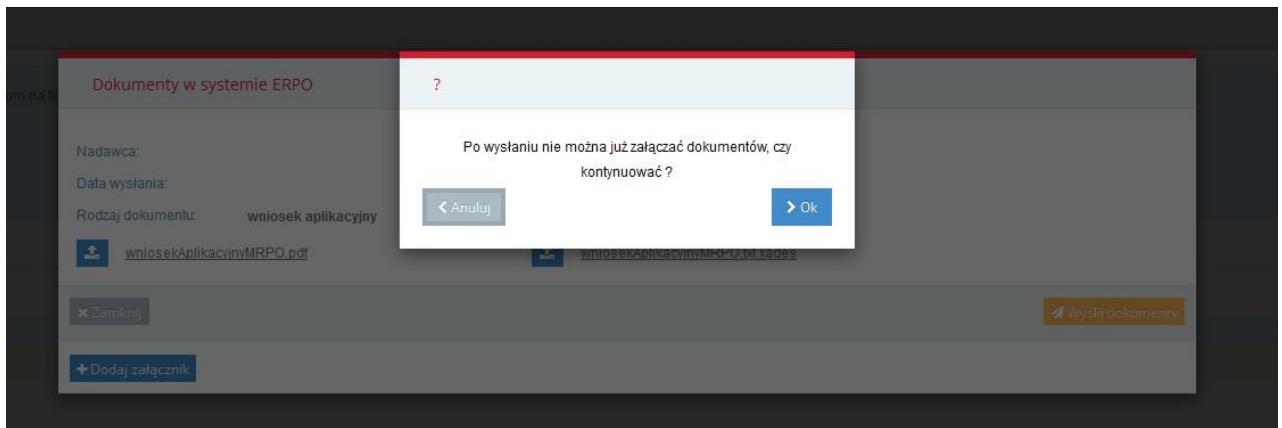 Dokumenty w systemie ERPO
?
Po wysłaniu nie można już załączać dokumentów, czy
kontynuować ?
Anuluj
Ok
Nadawca:
Data wysłania:
Rodzaj dokumentu: wniosek aplikacyjny
wniosekAplikacyjnyMRPO.pdf wniosekAplikacyjnyMRPO.txt.xades
Zamknij
Wyslij dokumenty
Dodaj załącznik